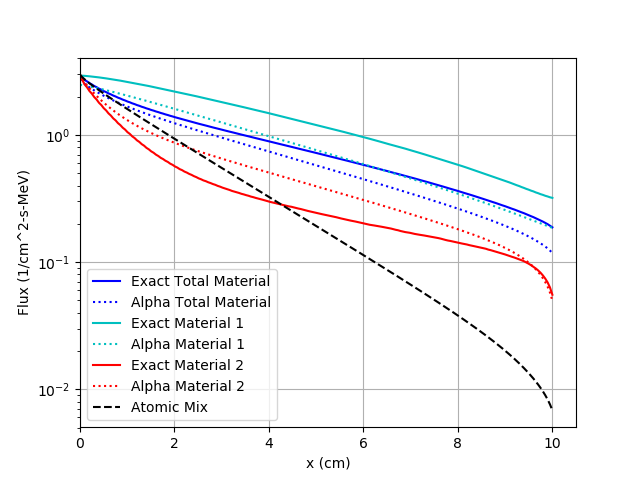 10^0
10^-1
10^-2
Flux (1/cm^2-s-MeV)
Exact Total Material
Alpha Total Material
Exact Material 1
Alpha Material 1
Exact Material 2
Alpha Material 2
Atomic Mix
0 2 4 6 8 10
x (cm)